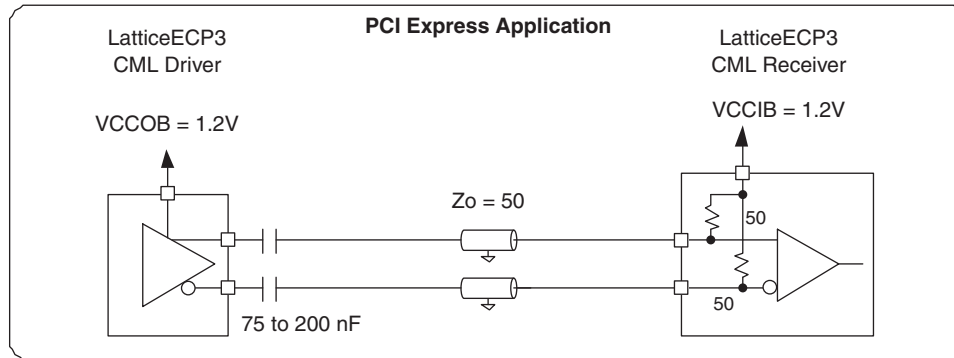 PCI Express Application
LatticeECP3
CML Driver
LatticeECP3
CML Receiver
VCCOB = 1.2V
VCCIB = 1.2V
Zo = 50
50
50
75 to 200 nF